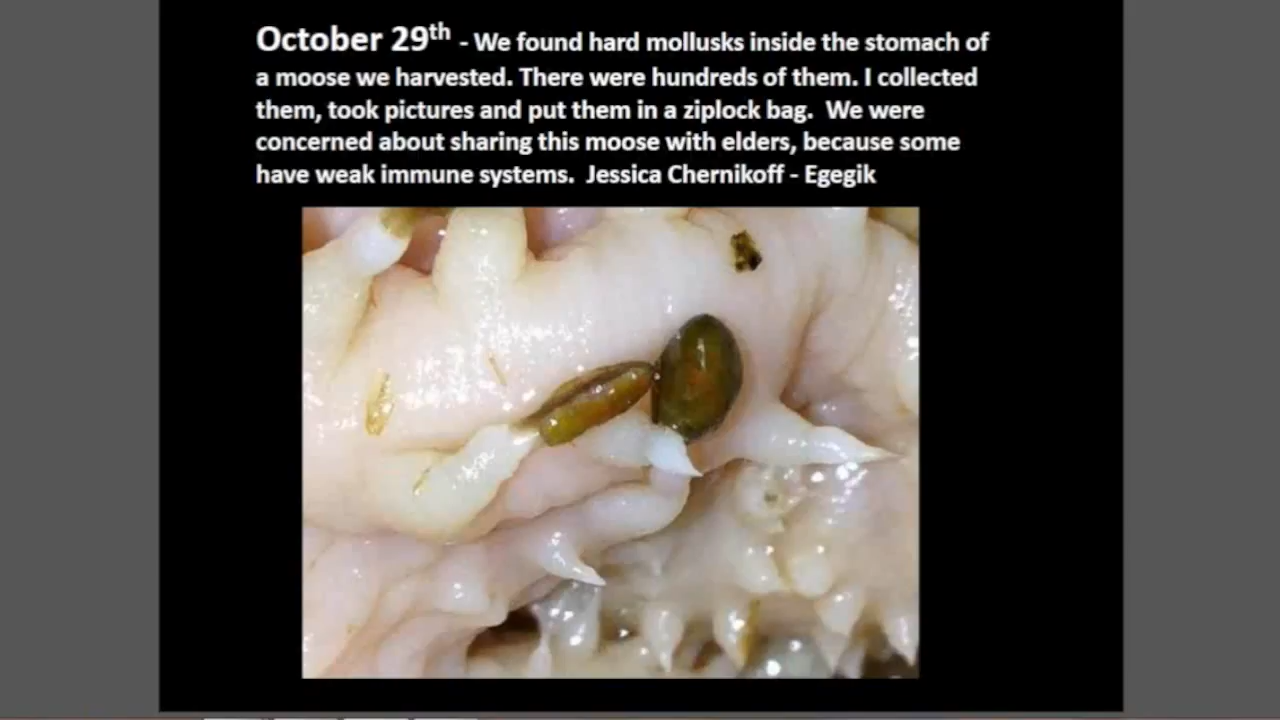 October 29th - We found hard mollusks inside the stomach of
a moose we harvested. There were hundreds of them. I collected
them, took pictures and put them in a ziplock bag.  We were
concerned about sharing this moose with elders, because some
have weak immune systems.  Jessica Chernikoff - Egegik